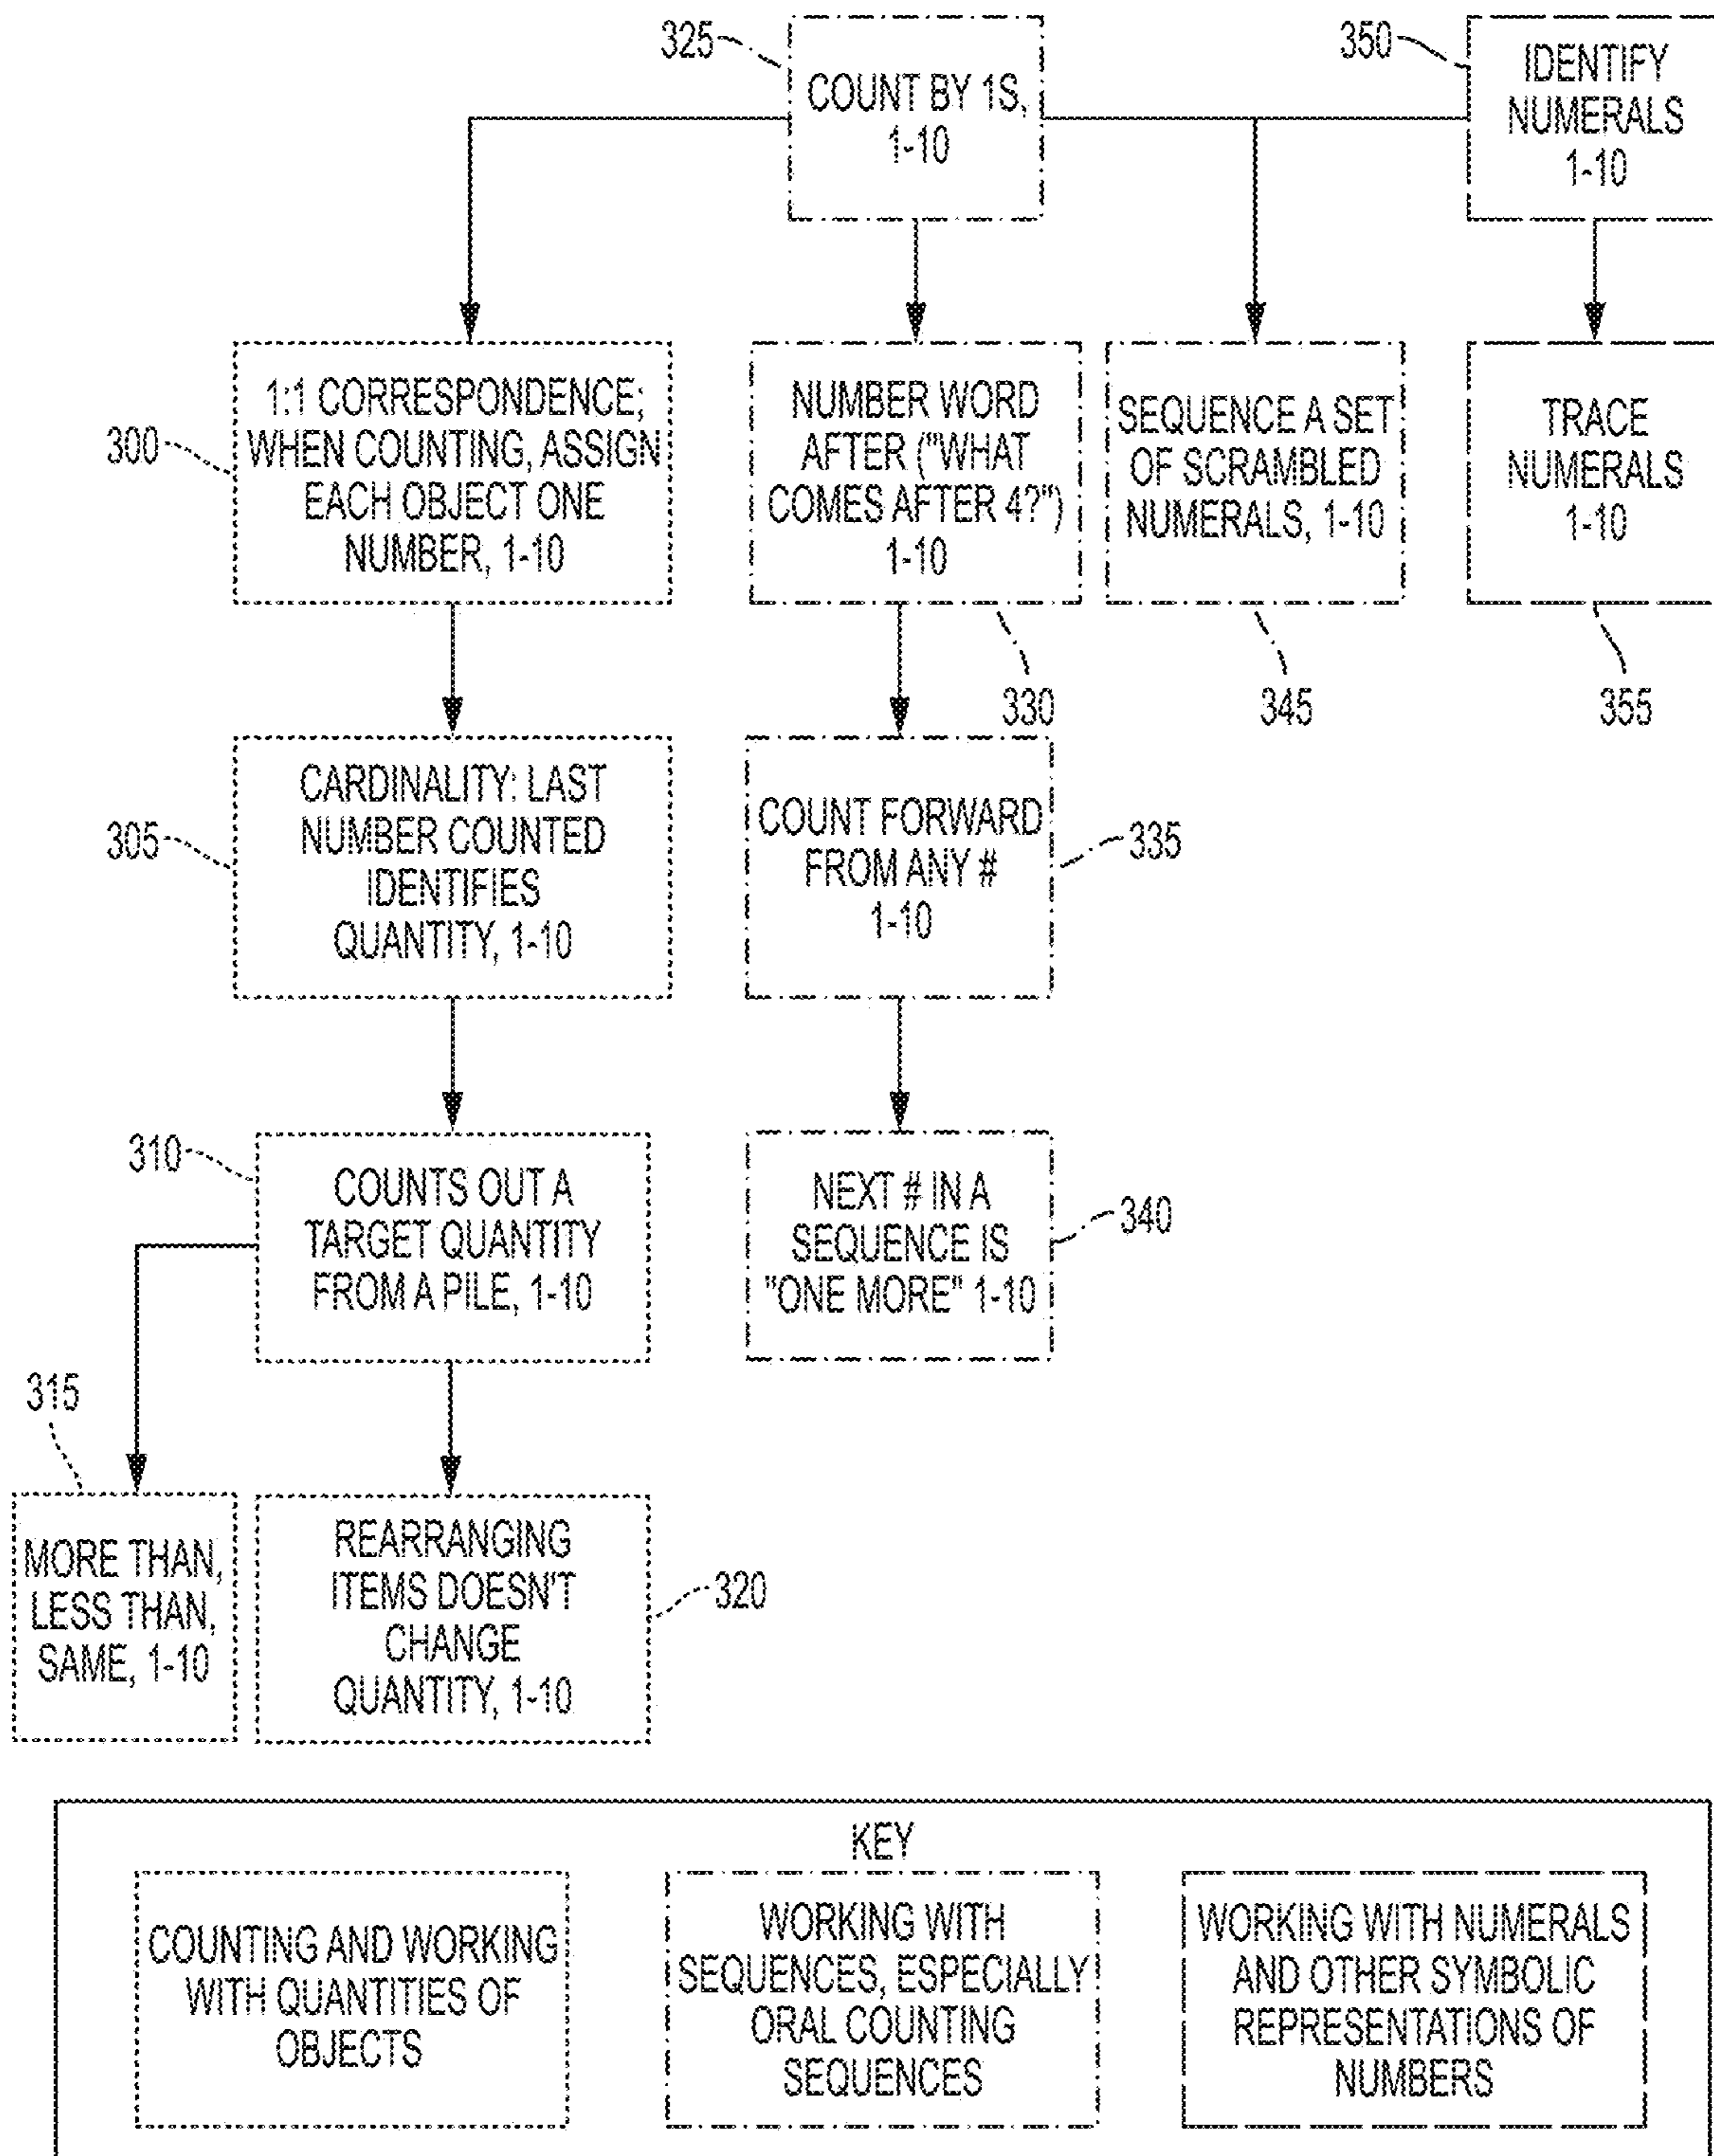 325
COUNT BY 1S,
1-10
350
IDENTIFY
NUMERALS
1-10
300
1:1 CORRESPONDENCE;
WHEN COUNTING, ASSIGN
EACH OBJECT ONE
NUMBER, 1-10
NUMBER WORD
AFTER ("WHAT
COMES AFTER 4?")
1-10
330
SEQUENCE A SET
OF SCRAMBLED
NUMERALS, 1-10
345
TRACE
NUMERALS
1-10
355
305
CARDINALITY: LAST
NUMBER COUNTED
IDENTIFIES
QUANTITY, 1-10
COUNT FORWARD
FROM ANY #
1-10
335
310
COUNTS OUT A
TARGET QUANTITY
FROM A PILE, 1-10
NEXT # IN A
SEQUENCE IS
"ONE MORE" 1-10
340
315
MORE THAN,
LESS THAN,
SAME, 1-10
REARRANGING
ITEMS DOESN'T
CHANGE
QUANTITY, 1-10
320
KEY
COUNTING AND WORKING
WITH QUANTITIES OF
OBJECTS
WORKING WITH
SEQUENCES, ESPECIALLY
ORAL COUNTING
SEQUENCES
WORKING WITH NUMERALS
AND OTHER SYMBOLIC
REPRESENTATIONS OF
NUMBERS